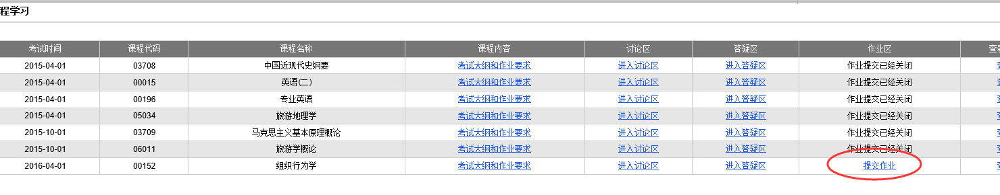 程学习
考试时间 课程代码 课程名称 课程内容 讨论区 答疑区 作业区
2015-04-01 03708 中国近现代史纲要 考试大纲和作业要求 进入讨论区 进入答疑区 作业提交已经关闭
2015-04-01 00015 英语(二) 考试大纲和作业要求 进入讨论区 进入答疑区 作业提交已经关闭
2015-04-01 00196 专业英语 考试大纲和作业要求 进入讨论区 进入答疑区 作业提交已经关闭
2015-04-01 05034 旅游地理学 考试大纲和作业要求 进入讨论区 进入答疑区 作业提交已经关闭
2015-10-01 03709 马克思主义基本原理概论 考试大纲和作业要求 进入讨论区 进入答疑区 作业提交已经关闭
2015-10-01 06011 旅游学概论 考试大纲和作业要求 进入讨论区 进入答疑区 作业提交已经关闭
2016-04-01 00152 组织行为学 考试大纲和作业要求 进入讨论区 进入答疑区 提交作业